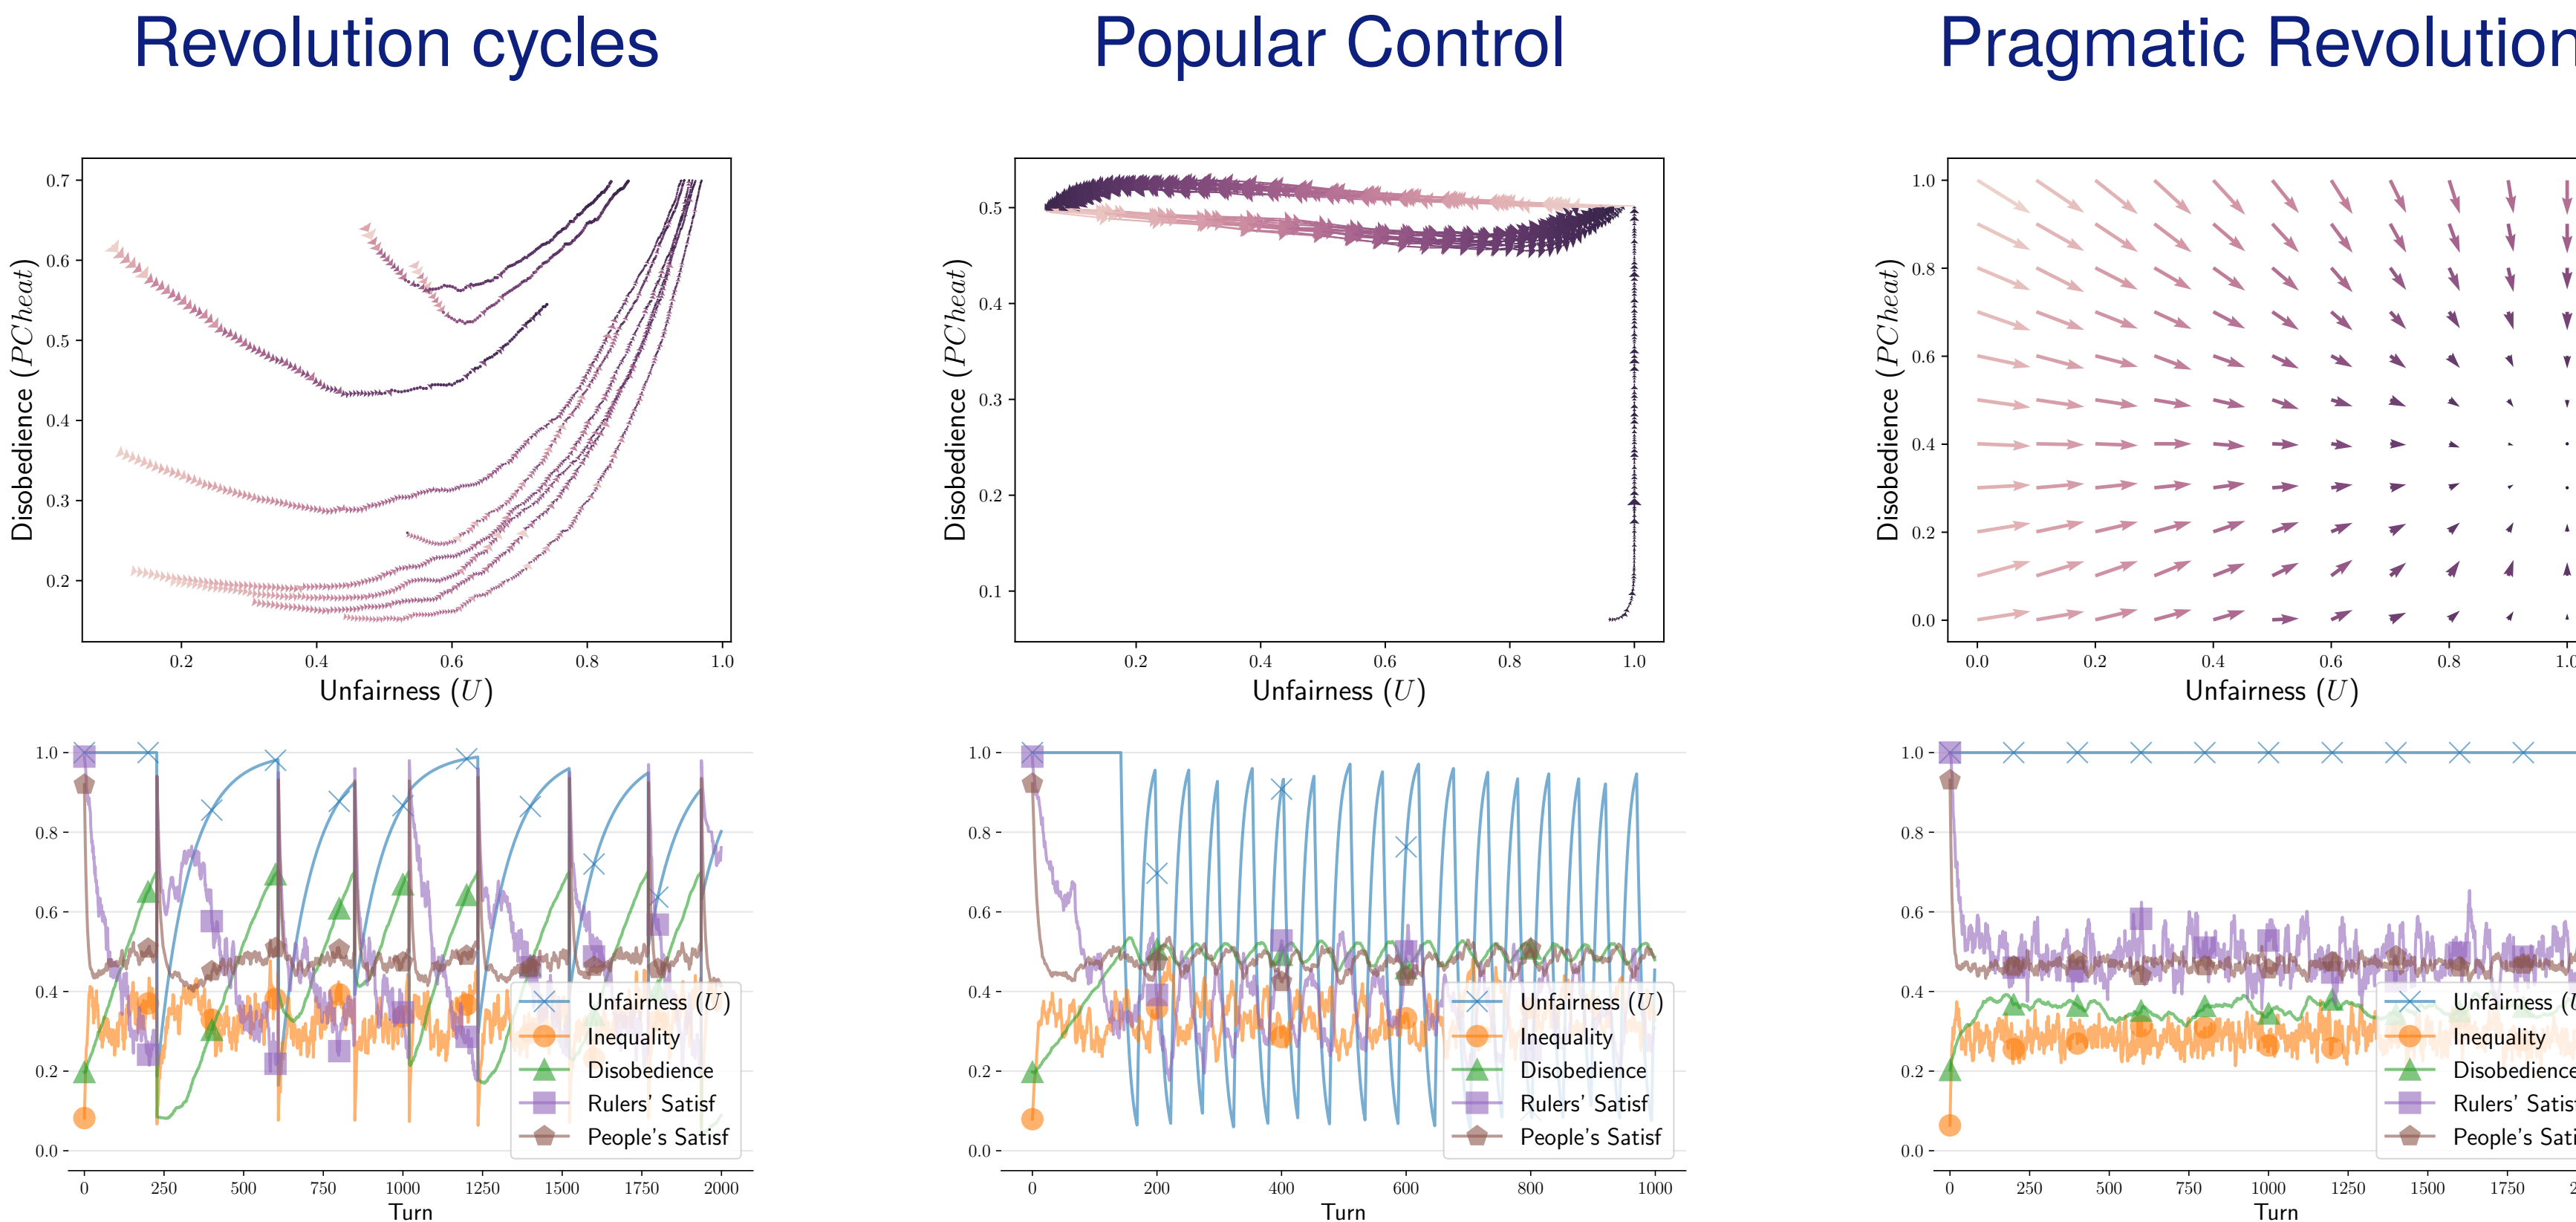 Revolution cycles
Popular Control
Pragmatic Revolution
0.7
0.6
0.5
0.4
0.3
0.2
Disobedience (PCheat)
0.2 0.4 0.6 0.8 1.0
Unfairness (U)
0.5
0.4
0.3
0.2
0.1
Disobedience (PCheat)
0.2 0.4 0.6 0.8 1.0
Unfairness (U)
1.0
0.8
0.6
0.4
0.2
0.0
Disobedience (PCheat)
0.0 0.2 0.4 0.6 0.8 1.0
Unfairness (U)
1.0
0.8
0.6
0.4
0.2
0.0
Unfairness (U)
Inequality
Disobedience
Rulers' Satisf
People's Satisf
0 250 500 750 1000 1250 1500 1750 2000
Turn
1.0
0.8
0.6
0.4
0.2
0.0
Unfairness (U)
Inequality
Disobedience
Rulers' Satisf
People's Satisf
0 200 400 600 800 1000
Turn
1.0
0.8
0.6
0.4
0.2
0.0
Unfairness (U
Inequality
Disobedience
Rulers' Satis
People's Sati
0 250 500 750 1000 1250 1500 1750
Turn